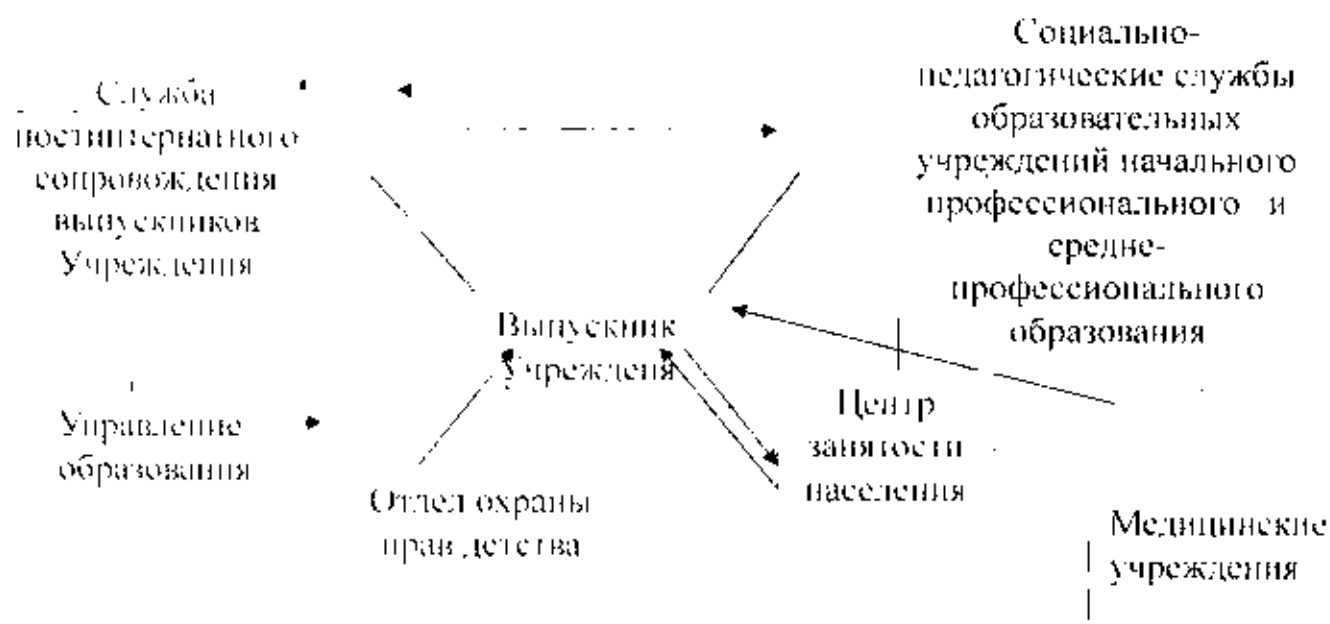 Служба
постинтернатного
сопровождения
выпускников
Учреждения
Социально-
педагогические службы
образовательных
учреждений начального
профессионального и
средне-
профессионального
образования
Выпускник
Учрежденя
Управление
образования
Отдел охраны
прав детства
Центр
занятости
населения
Медицинские
учреждения